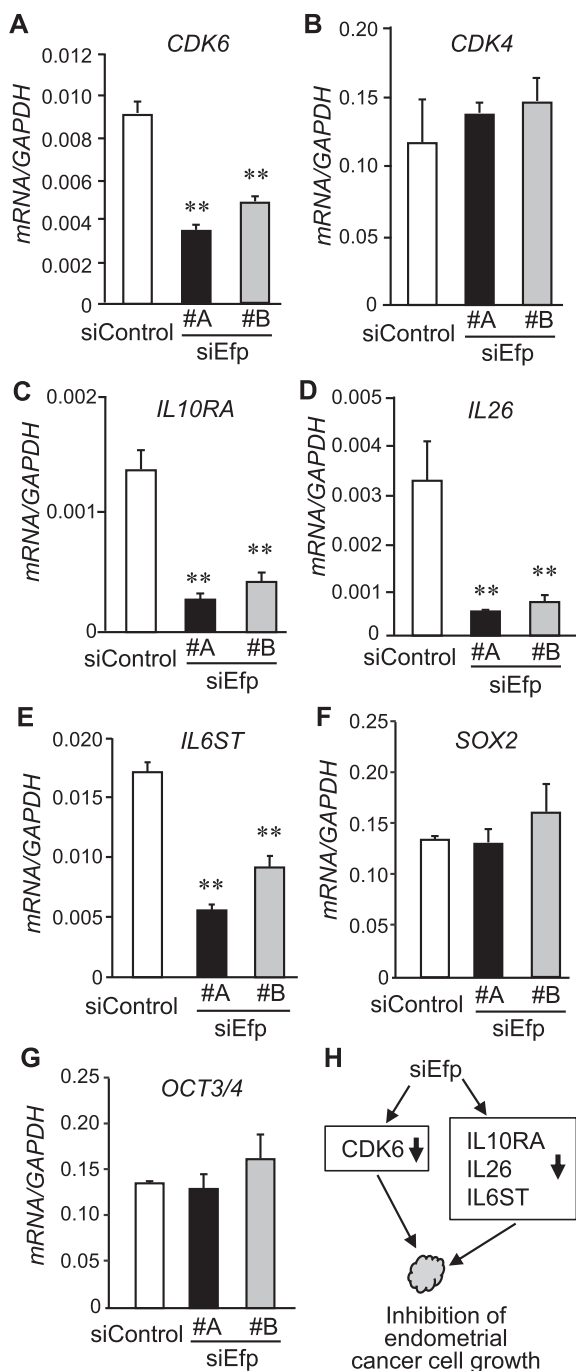 A
CDK6
mRNA/GAPDH
0.012
0.010
0.008
0.006
0.004
0.002
0
**
**
siControl
#A
#B
siEfp
B
CDK4
mRNA/GAPDH
0.20
0.15
0.10
0.05
0
siControl
#A
#B
siEfp
C
IL10RA
mRNA/GAPDH
0.002
0.001
0
**
**
siControl
#A
#B
siEfp
D
IL26
mRNA/GAPDH
0.005
0.004
0.003
0.002
0.001
0
**
**
siControl
#A
#B
siEfp
E
IL6ST
mRNA/GAPDH
0.020
0.015
0.010
0.005
0
**
**
siControl
#A
#B
siEfp
F
SOX2
mRNA/GAPDH
0.25
0.20
0.15
0.10
0.05
0
siControl
#A
#B
siEfp
G
OCT3/4
mRNA/GAPDH
0.25
0.20
0.15
0.10
0.05
0
siControl
#A
#B
siEfp
H
siEfp
CDK6
IL10RA
IL26
IL6ST
Inhibition of
endometrial
cancer cell growth